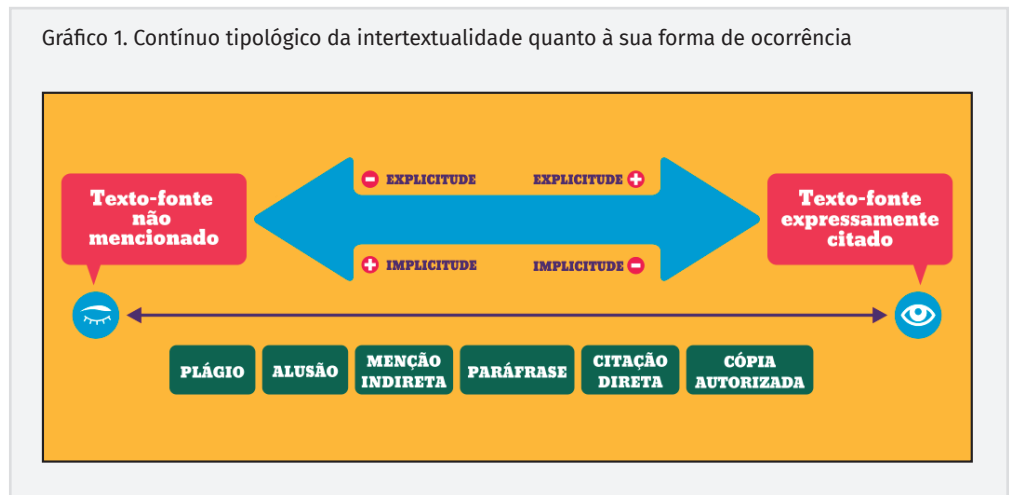 Gráfico 1. Contínuo tipológico da intertextualidade quanto à sua forma de ocorrência
EXPLICITUDE
EXPLICITUDE
Texto-fonte
não
mencionado
Texto-fonte
expressamente
citado
IMPLICITUDE
IMPLICITUDE
PLÁGIO
ALUSÃO
MENÇÃO
INDIRETA
PARÁFRASE
CITAÇÃO
DIRETA
CÓPIA
AUTORIZADA